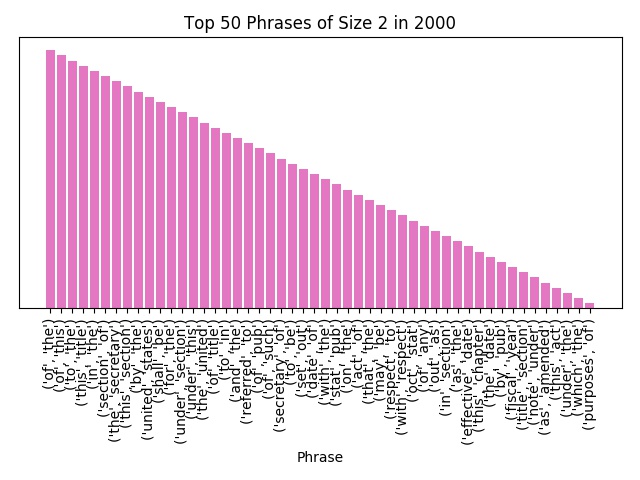 Top 50 Phrases of Size 2 in 2000
('of', 'the')
('of', 'this')
('to', 'the')
('this', 'title')
('in', 'the')
('section', 'of')
('the', 'secretary')
('this', 'section')
('by', 'the')
('united', 'states')
('shall', 'be')
('for', 'the')
('under', 'section')
('under', 'this')
('the', 'united')
('of', 'title')
('to', 'in')
('and', 'the')
('referred', 'to')
('of', 'pub')
('of', 'such')
('secretary', 'of')
('to', 'be')
('set', 'out')
('date', 'of')
('with', 'the')
('stat', 'pub')
('on', 'the')
('act', 'of')
('that', 'the')
('may', 'be')
('respect', 'to')
('with', 'respect')
('oct', 'stat')
('of', 'any')
('out', 'as')
('in', 'section')
('as', 'the')
('effective', 'date')
('this', 'chapter')
('the', 'date')
('by', 'pub')
('fiscal', 'year')
('title', 'section')
('note', 'under')
('as', 'amended')
('this', 'act')
('under', 'the')
('which', 'the')
('purposes', 'of')
Phrase